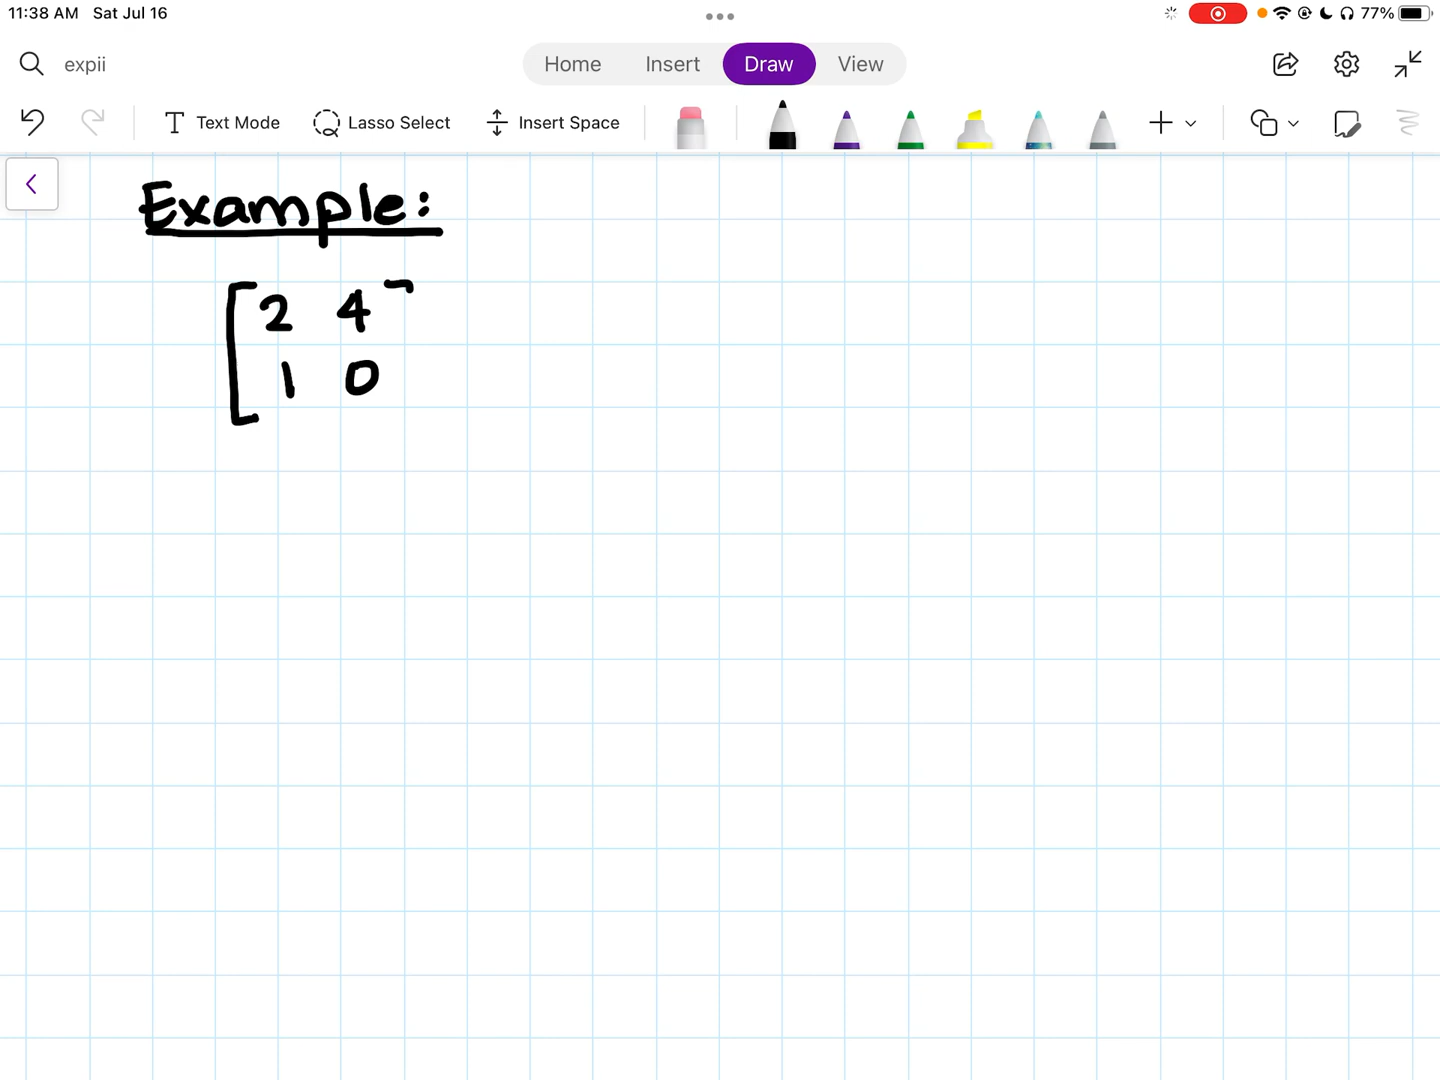 11:38 AM Sat Jul 16
77%
expii
Home Insert Draw View
Text Mode Lasso Select Insert Space
Example:
2 4
1 0